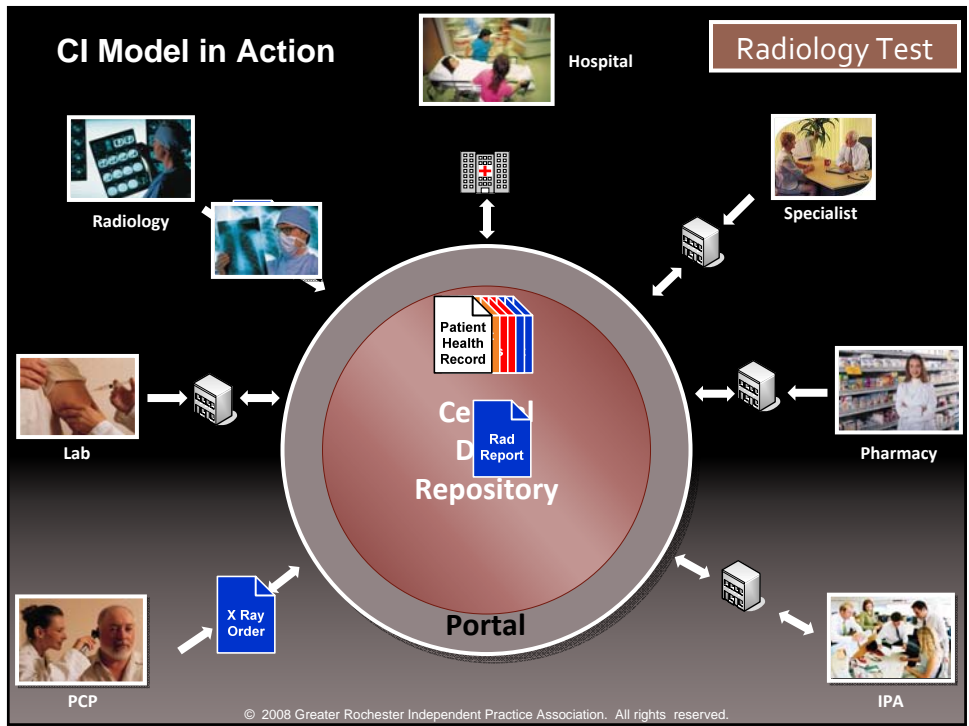 CI Model in Action
Radiology Test
Hospital
Radiology
Specialist
Patient
Health
Record
s
Rad
Report
Repository
Lab
Pharmacy
X Ray
Order
Portal
PCP
IPA
© 2008 Greater Rochester Independent Practice Association. All rights reserved.